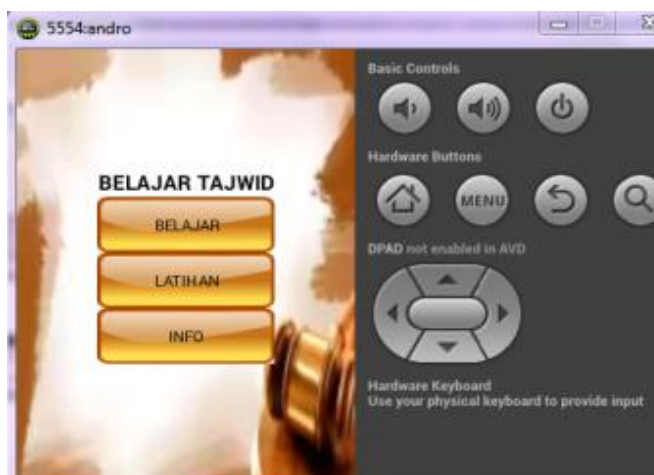 5554:andro
BELAJAR TAJWID
BELAJAR
LATIHAN
INFO
Basic Controls
Hardware Buttons
MENU
DPAD not enabled in AVD
Hardware Keyboard
Use your physical keyboard to provide input